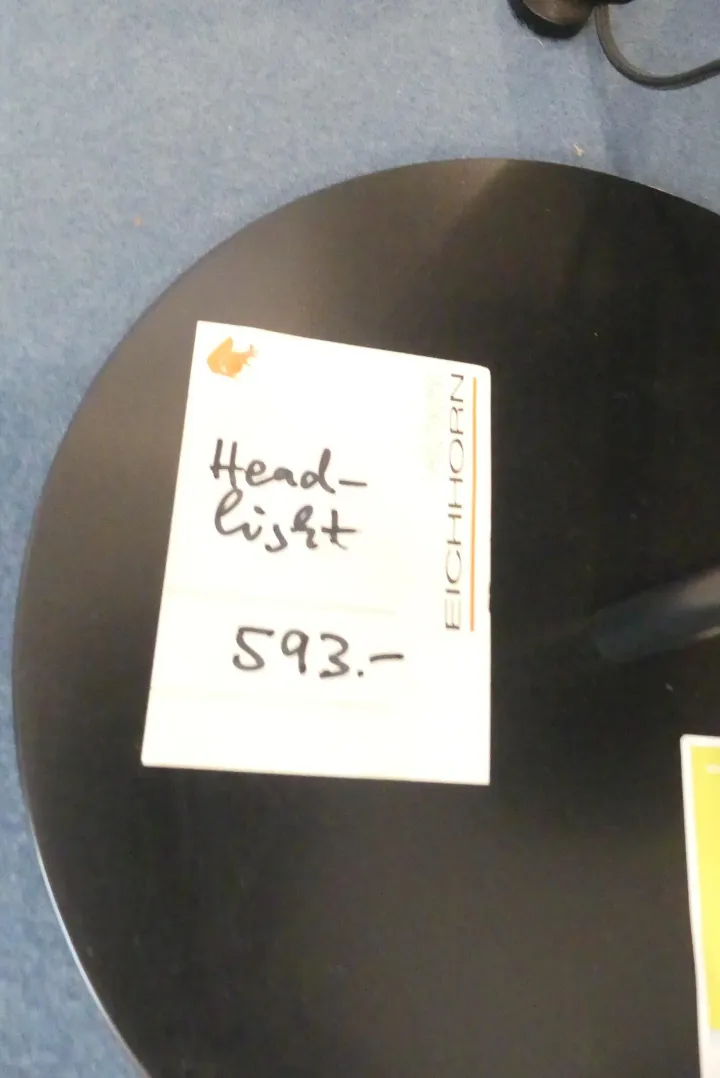 Head-
light
593.-
EICHHORN